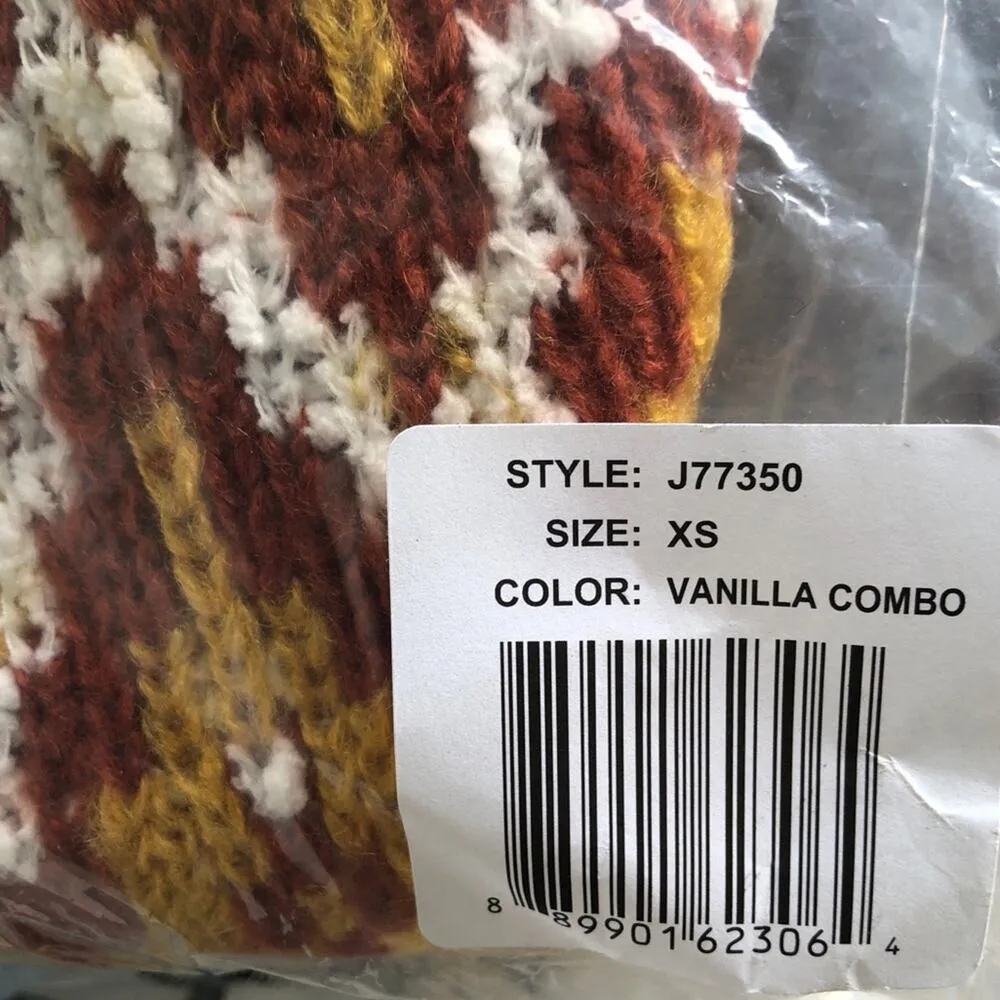 STYLE: J77350
SIZE: XS
COLOR: VANILLA COMBO
8 89901 62306 4